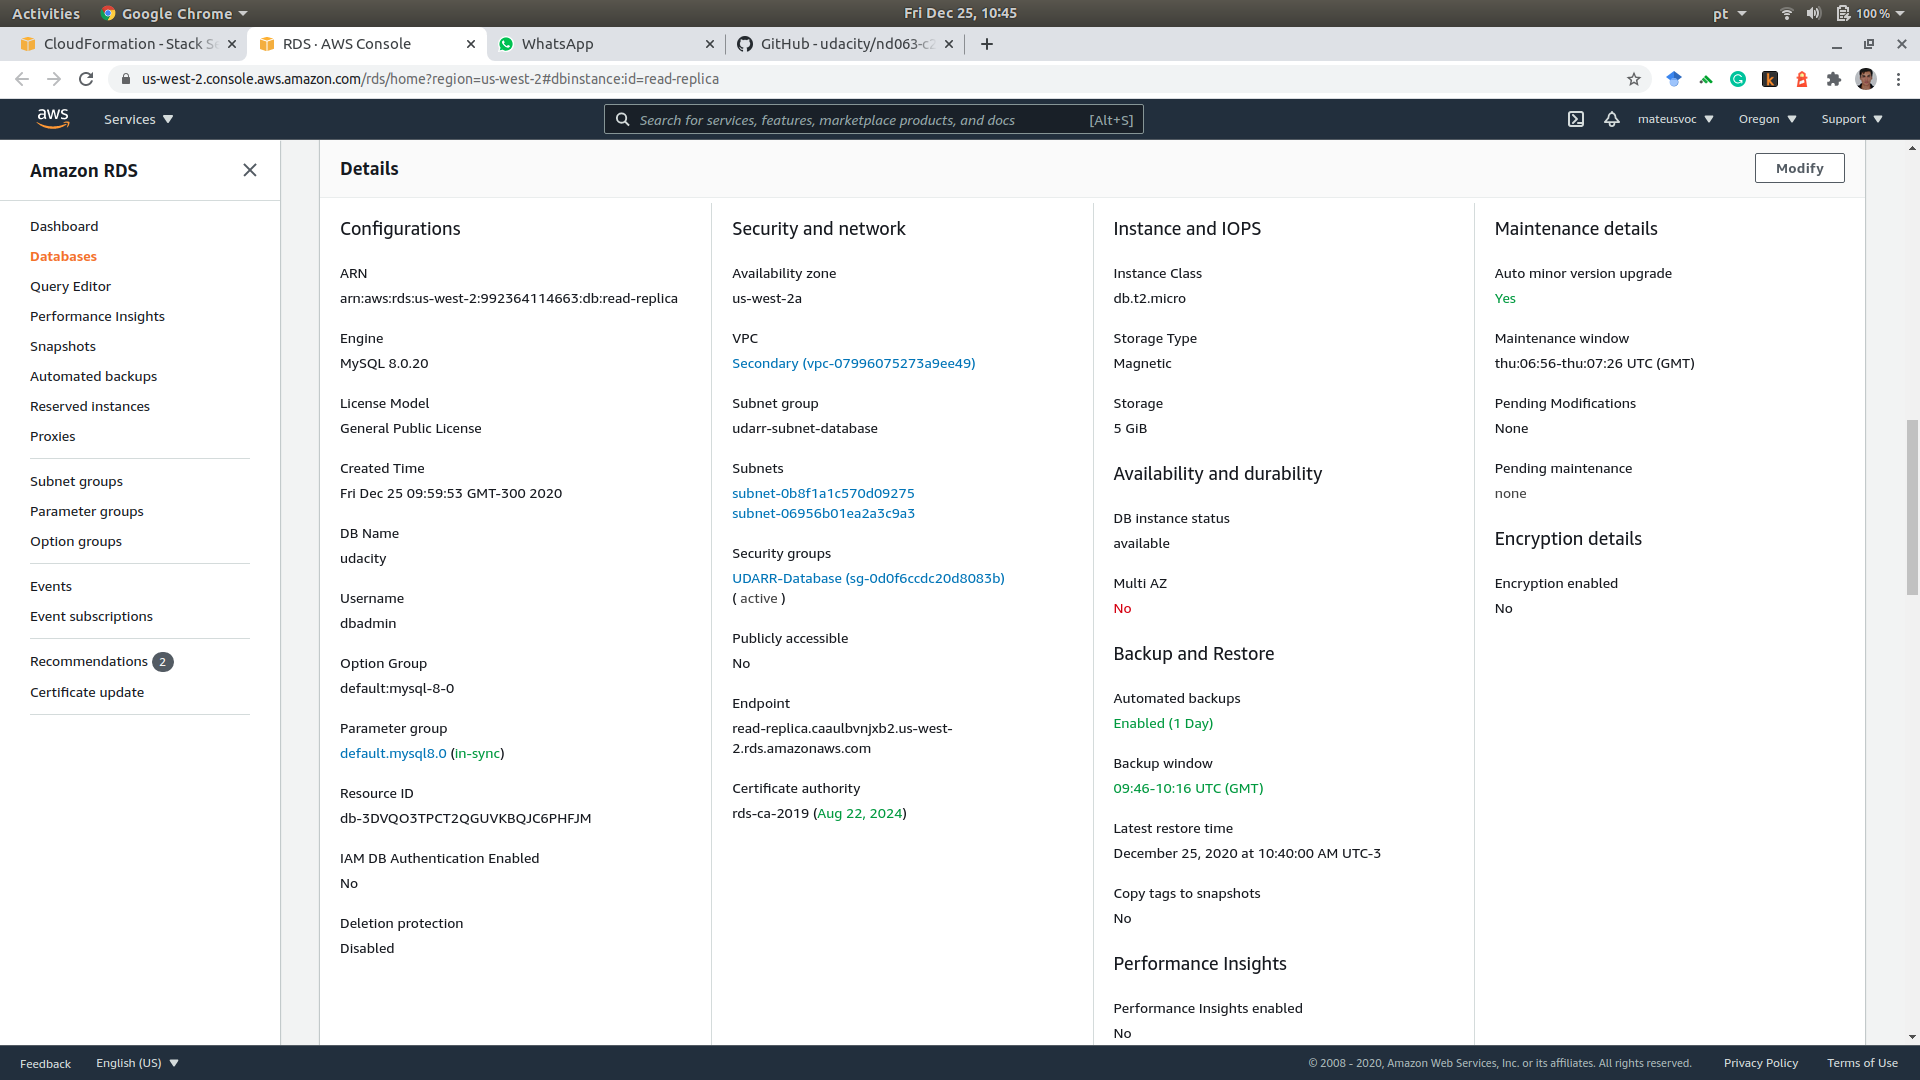 Activities
Google Chrome
Fri Dec 25, 10:45
pt
100 %
CloudFormation - Stack Se
RDS · AWS Console
WhatsApp
GitHub - udacity/nd063-c2
us-west-2.console.aws.amazon.com/rds/home?region=us-west-2#dbinstance:id=read-replica
aws
Services
Search for services, features, marketplace products, and docs
[Alt+S]
mateusvoc
Oregon
Support
Amazon RDS
Dashboard
Databases
Query Editor
Performance Insights
Snapshots
Automated backups
Reserved instances
Proxies
Subnet groups
Parameter groups
Option groups
Events
Event subscriptions
Recommendations 2
Certificate update
Details
Modify
Configurations
ARN
arn:aws:rds:us-west-2:992364114663:db:read-replica
Engine
MySQL 8.0.20
License Model
General Public License
Created Time
Fri Dec 25 09:59:53 GMT-300 2020
DB Name
udacity
Username
dbadmin
Option Group
default:mysql-8-0
Parameter group
default.mysql8.0 (in-sync)
Resource ID
db-3DVQO3TPCT2QGUVKBQJC6PHFJM
IAM DB Authentication Enabled
No
Deletion protection
Disabled
Security and network
Availability zone
us-west-2a
VPC
Secondary (vpc-07996075273a9ee49)
Subnet group
udarr-subnet-database
Subnets
subnet-0b8f1a1c570d09275
subnet-06956b01ea2a3c9a3
Security groups
UDARR-Database (sg-0d0f6ccdc20d8083b)
( active )
Publicly accessible
No
Endpoint
read-replica.caaulbvnjxb2.us-west-
2.rds.amazonaws.com
Certificate authority
rds-ca-2019 (Aug 22, 2024)
Instance and IOPS
Instance Class
db.t2.micro
Storage Type
Magnetic
Storage
5 GiB
Availability and durability
DB instance status
available
Multi AZ
No
Backup and Restore
Automated backups
Enabled (1 Day)
Backup window
09:46-10:16 UTC (GMT)
Latest restore time
December 25, 2020 at 10:40:00 AM UTC-3
Copy tags to snapshots
No
Performance Insights
Performance Insights enabled
No
Maintenance details
Auto minor version upgrade
Yes
Maintenance window
thu:06:56-thu:07:26 UTC (GMT)
Pending Modifications
None
Pending maintenance
none
Encryption details
Encryption enabled
No
Feedback
English (US)
© 2008 - 2020, Amazon Web Services, Inc. or its affiliates. All rights reserved.
Privacy Policy
Terms of Use